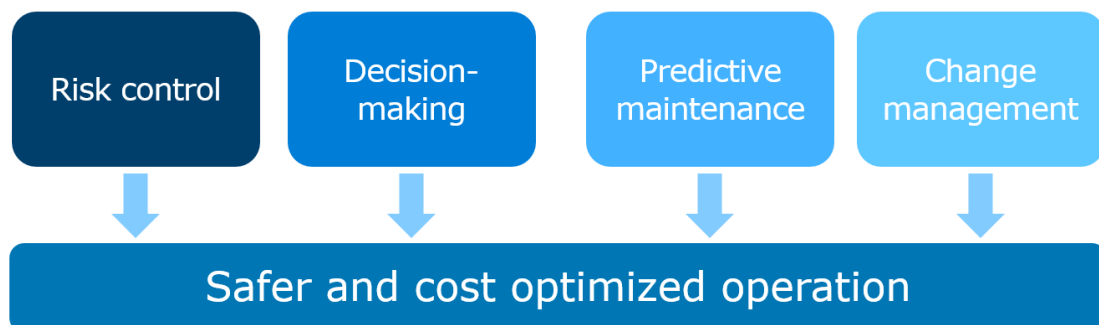 Risk control
Decision-
making
Predictive
maintenance
Change
management
Safer and cost optimized operation